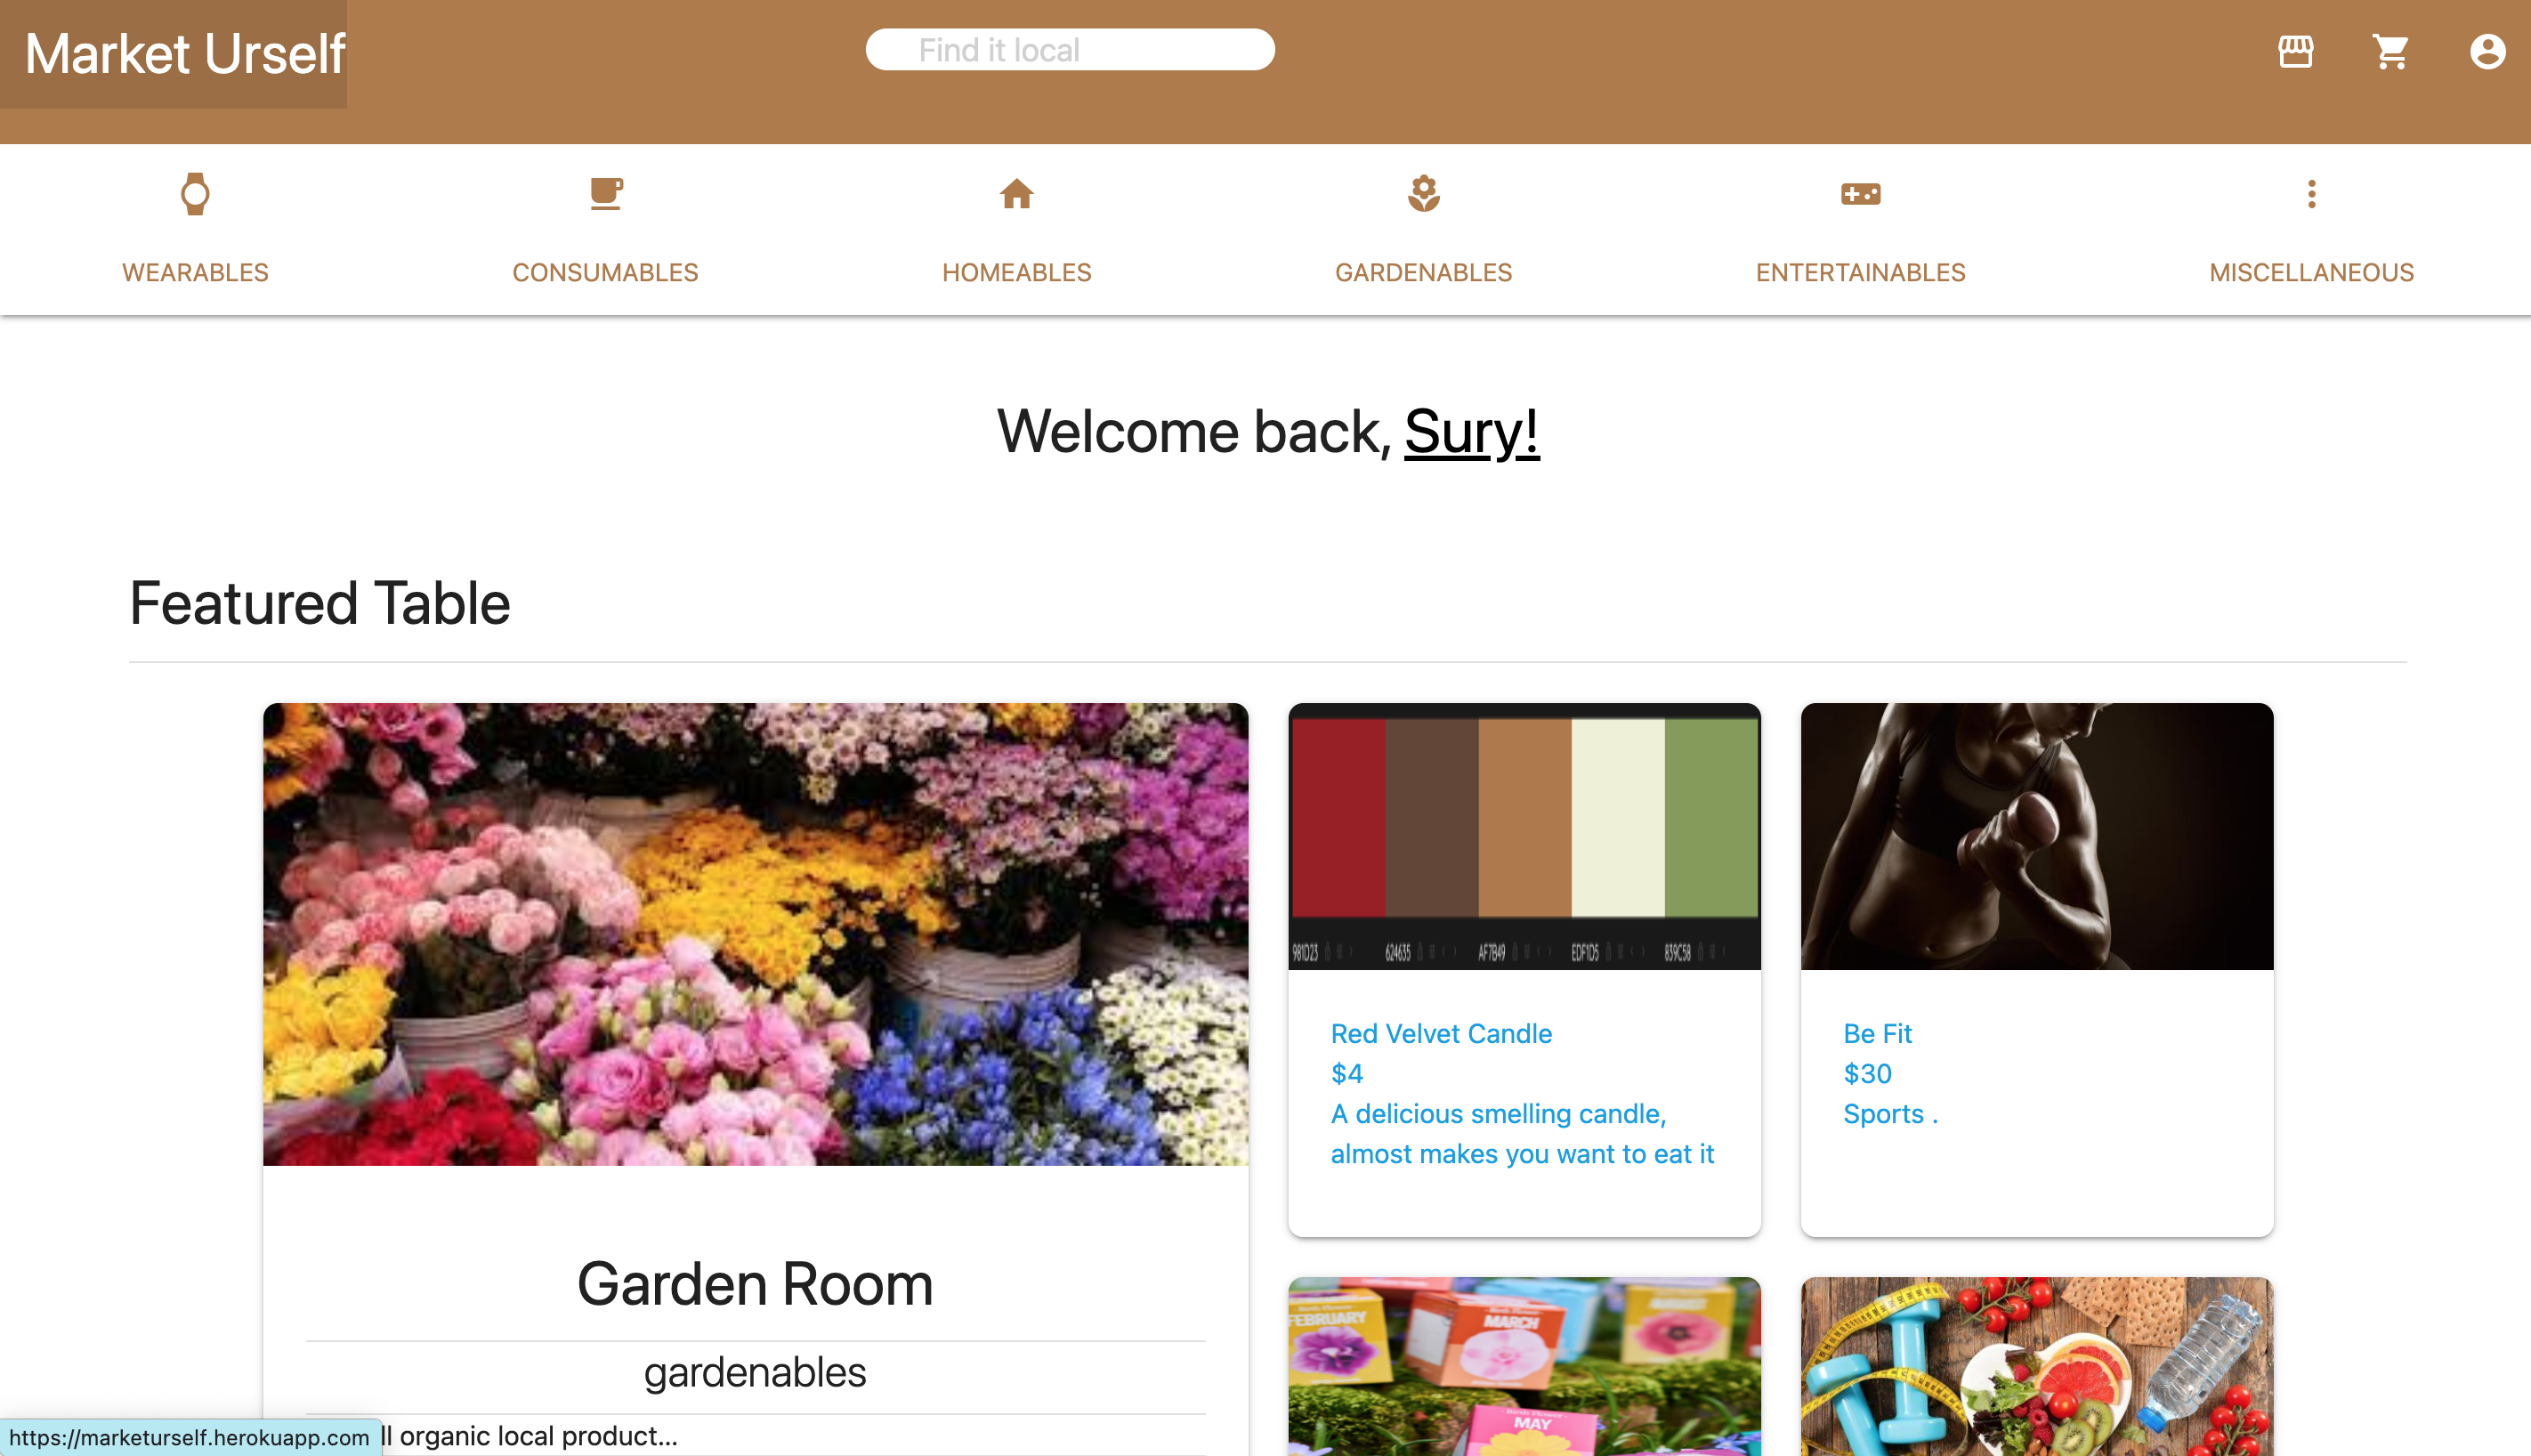 Market Urself
Find it local
WEARABLES
CONSUMABLES
HOMEABLES
GARDENABLES
ENTERTAINABLES
MISCELLANEOUS
Welcome back, Sury!
Featured Table
981D23
624635
AF7B49
EDF1D5
839C58
Red Velvet Candle
$4
A delicious smelling candle,
almost makes you want to eat it
Be Fit
$30
Sports .
Garden Room
gardenables
organic local product...
FEBRUARY
MARCH
AUGUST
MAY
https://marketurself.herokuapp.com